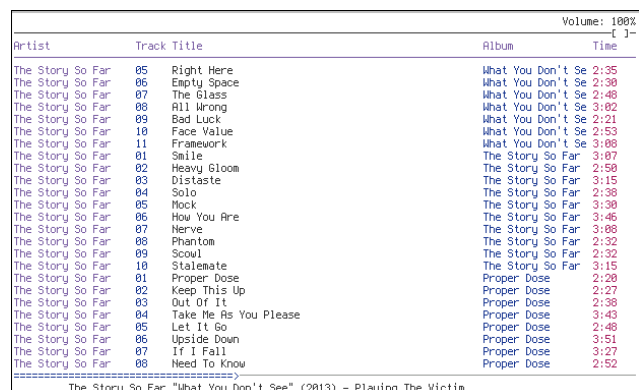 Volume: 100%
[ ]
Artist Track Title Album Time
The Story So Far 05 Right Here What You Don't Se 2:35
The Story So Far 06 Empty Space What You Don't Se 2:30
The Story So Far 07 The Glass What You Don't Se 2:48
The Story So Far 08 All Wrong What You Don't Se 3:02
The Story So Far 09 Bad Luck What You Don't Se 2:21
The Story So Far 10 Face Value What You Don't Se 2:53
The Story So Far 11 Framework What You Don't Se 3:08
The Story So Far 01 Smile The Story So Far 3:07
The Story So Far 02 Heavy Gloom The Story So Far 2:50
The Story So Far 03 Distaste The Story So Far 3:15
The Story So Far 04 Solo The Story So Far 2:38
The Story So Far 05 Mock The Story So Far 3:30
The Story So Far 06 How You Are The Story So Far 3:46
The Story So Far 07 Nerve The Story So Far 3:08
The Story So Far 08 Phantom The Story So Far 2:32
The Story So Far 09 Scowl The Story So Far 2:32
The Story So Far 10 Stalemate The Story So Far 3:15
The Story So Far 01 Proper Dose Proper Dose 2:20
The Story So Far 02 Keep This Up Proper Dose 2:27
The Story So Far 03 Out Of It Proper Dose 2:38
The Story So Far 04 Take Me As You Please Proper Dose 3:43
The Story So Far 05 Let It Go Proper Dose 2:48
The Story So Far 06 Upside Down Proper Dose 3:51
The Story So Far 07 If I Fall Proper Dose 3:27
The Story So Far 08 Need To Know Proper Dose 2:52
The Story So Far "What You Don't See" (2013) - Playing The Victim